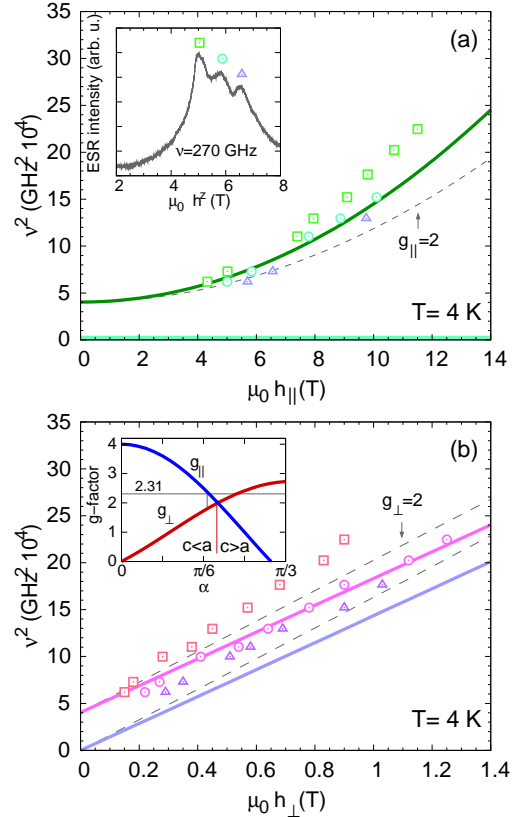 (a)
ν² (GHz² 10⁴)
35
30
25
20
15
10
5
0
ESR intensity (arb. u.)
ν=270 GHz
2 4 6 8
μ₀ hᶻ (T)
g∥=2
T= 4 K
0 2 4 6 8 10 12 14
μ₀ h∥(T)
(b)
ν² (GHz² 10⁴)
35
30
25
20
15
10
5
0
g−factor
4
3
2
1
0
2.31
g∥
g⊥
c<a c>a
0 π/6 π/3
α
g⊥=2
T= 4 K
0 0.2 0.4 0.6 0.8 1 1.2 1.4
μ₀ h⊥(T)